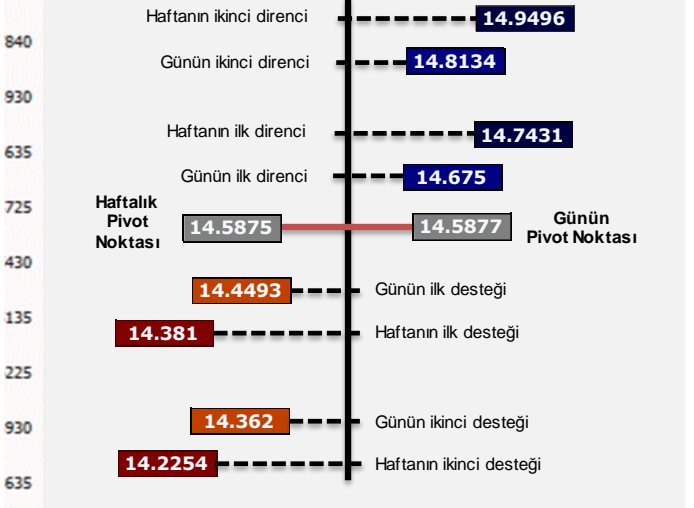 Haftanın ikinci direnci 14.9496
840
Günün ikinci direnci 14.8134
930
Haftanın ilk direnci 14.7431
635
Günün ilk direnci 14.675
725
Haftalık
Pivot
Noktası
14.5875 14.5877
Günün
Pivot Noktası
430
14.4493 Günün ilk desteği
135
14.381 Haftanın ilk desteği
225
14.362 Günün ikinci desteği
930
14.2254 Haftanın ikinci desteği
635